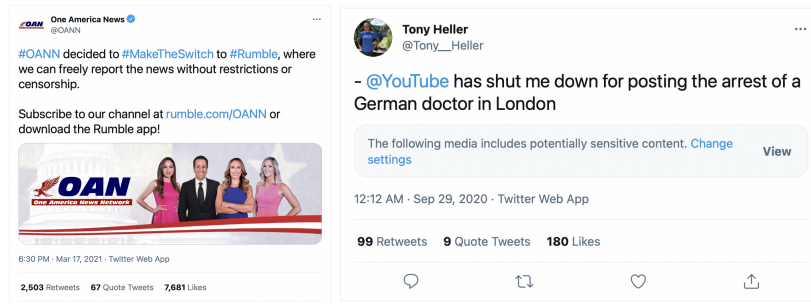 One America News
@OANN
#OANN decided to #MakeTheSwitch to #Rumble, where
we can freely report the news without restrictions or
censorship.
Subscribe to our channel at rumble.com/OANN or
download the Rumble app!
OAN
One America News Network
6:30 PM · Mar 17, 2021 · Twitter Web App
2,503 Retweets 67 Quote Tweets 7,681 Likes
Tony Heller
@Tony__Heller
- @YouTube has shut me down for posting the arrest of a
German doctor in London
The following media includes potentially sensitive content. Change
settings
View
12:12 AM · Sep 29, 2020 · Twitter Web App
99 Retweets 9 Quote Tweets 180 Likes